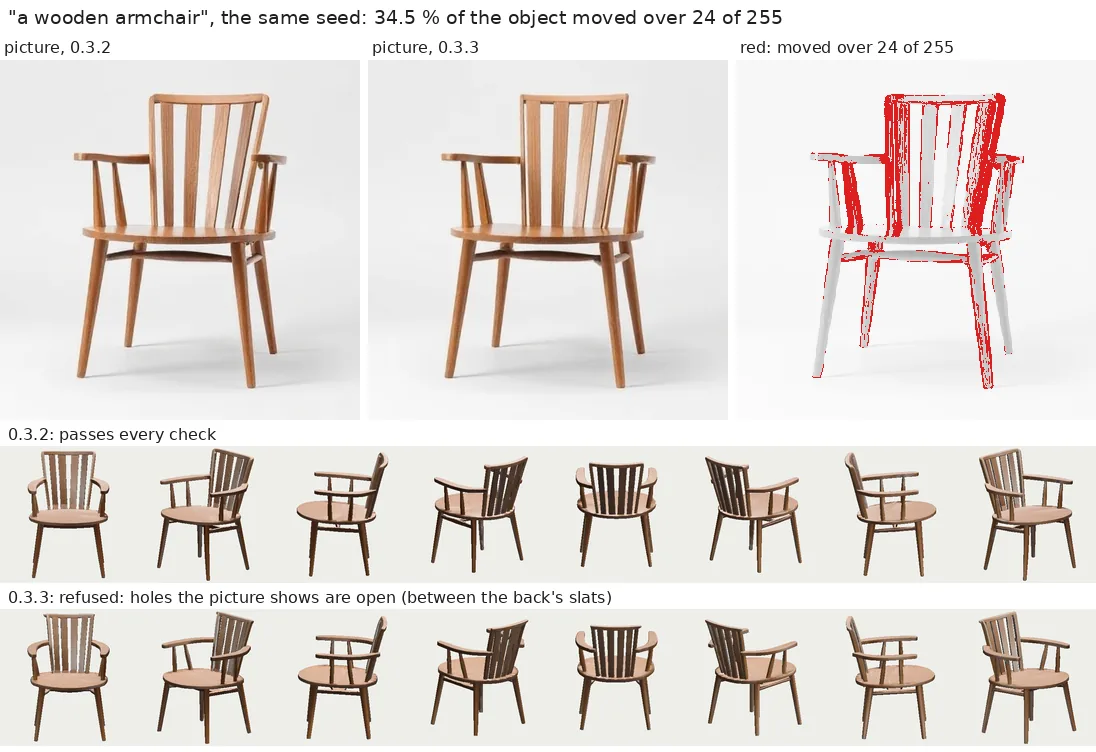 "a wooden armchair", the same seed: 34.5 % of the object moved over 24 of 255
picture, 0.3.2
picture, 0.3.3
red: moved over 24 of 255
0.3.2: passes every check
0.3.3: refused: holes the picture shows are open (between the back's slats)